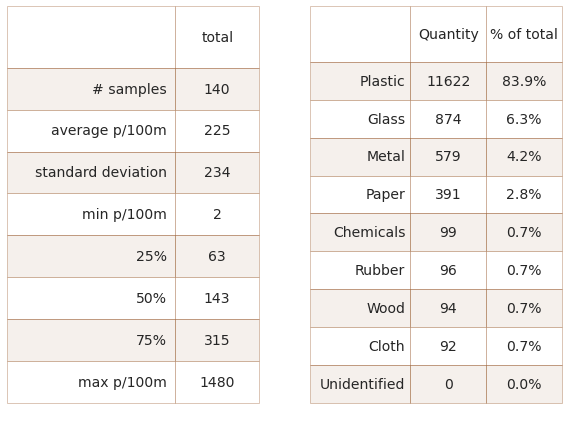 total
# samples 140
average p/100m 225
standard deviation 234
min p/100m 2
25% 63
50% 143
75% 315
max p/100m 1480
Quantity % of total
Plastic 11622 83.9%
Glass 874 6.3%
Metal 579 4.2%
Paper 391 2.8%
Chemicals 99 0.7%
Rubber 96 0.7%
Wood 94 0.7%
Cloth 92 0.7%
Unidentified 0 0.0%